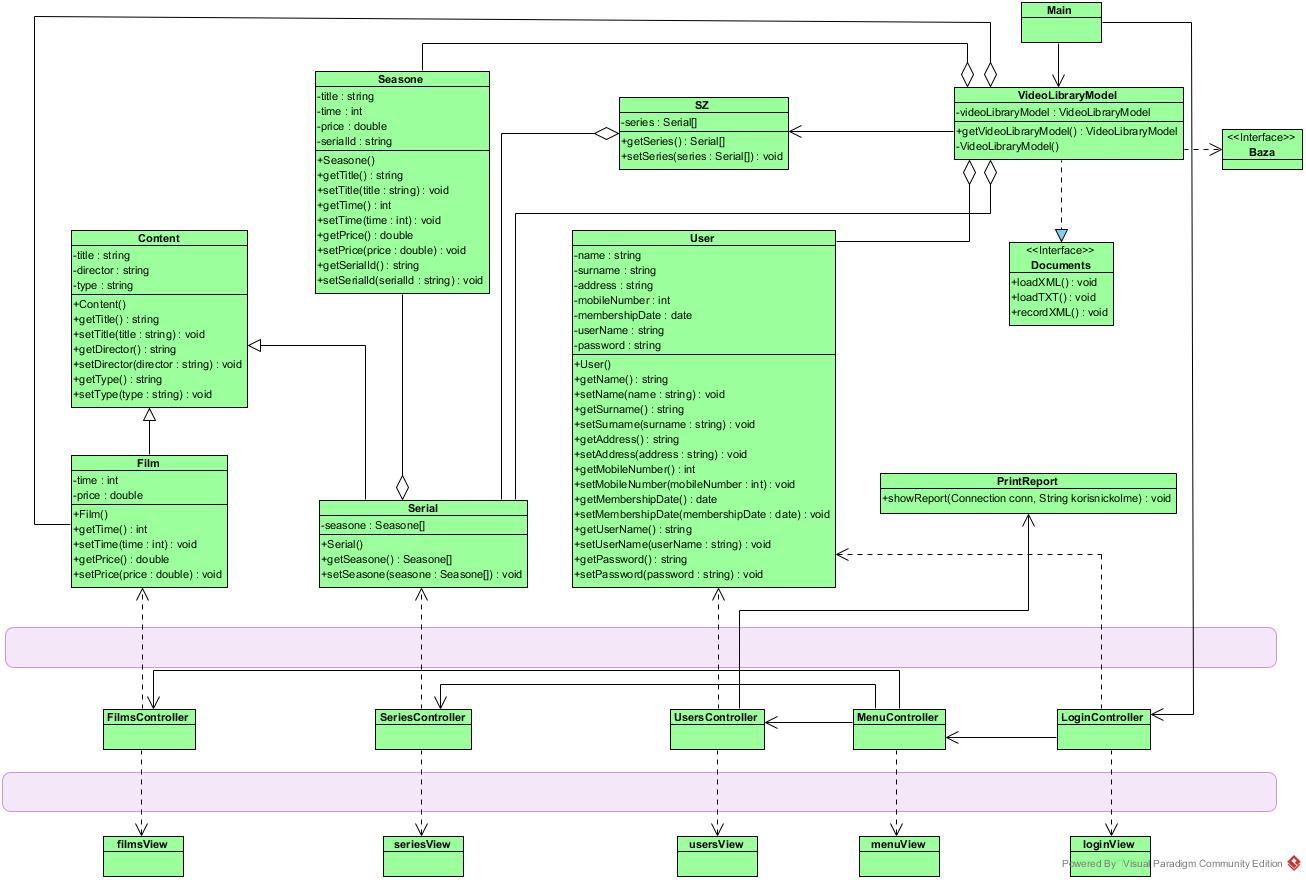 Main
Seasone
-title : string
-time : int
-price : double
-serialId : string
+Seasone()
+getTitle() : string
+setTitle(title : string) : void
+getTime() : int
+setTime(time : int) : void
+getPrice() : double
+setPrice(price : double) : void
+getSerialId() : string
+setSerialId(serialId : string) : void
SZ
-series : Serial[]
+getSeries() : Serial[]
+setSeries(series : Serial[]) : void
VideoLibraryModel
-videoLibraryModel : VideoLibraryModel
+getVideoLibraryModel() : VideoLibraryModel
-VideoLibraryModel()
<<Interface>>
Baza
Content
-title : string
-director : string
-type : string
+Content()
+getTitle() : string
+setTitle(title : string) : void
+getDirector() : string
+setDirector(director : string) : void
+getType() : string
+setType(type : string) : void
User
-name : string
-surname : string
-address : string
-mobileNumber : int
-membershipDate : date
-userName : string
-password : string
+User()
+getName() : string
+setName(name : string) : void
+getSurname() : string
+setSurname(surname : string) : void
+getAddress() : string
+setAddress(address : string) : void
+getMobileNumber() : int
+setMobileNumber(mobileNumber : int) : void
+getMembershipDate() : date
+setMembershipDate(membershipDate : date) : void
+getUserName() : string
+setUserName(userName : string) : void
+getPassword() : string
+setPassword(password : string) : void
<<Interface>>
Documents
+loadXML() : void
+loadTXT() : void
+recordXML() : void
Film
-time : int
-price : double
+Film()
+getTime() : int
+setTime(time : int) : void
+getPrice() : double
+setPrice(price : double) : void
Serial
-seasone : Seasone[]
+Serial()
+getSeasone() : Seasone[]
+setSeasone(seasone : Seasone[]) : void
PrintReport
+showReport(Connection conn, String korisnickoIme) : void
FilmsController
SeriesController
UsersController
MenuController
LoginController
filmsView
seriesView
usersView
menuView
loginView
Powered By Visual Paradigm Community Edition